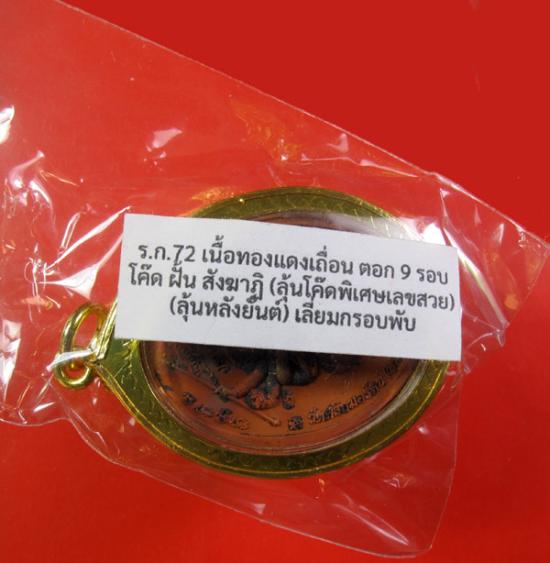 ร.ก.72 เนื้อทองแดงเถื่อน ตอก 9 รอบ
โค๊ด ฝั้น สังฆาฏิ (ลุ้นโค๊ดพิเศษเลขสวย)
(ลุ้นหลังยันต์) เลี่ยมกรอบพับ